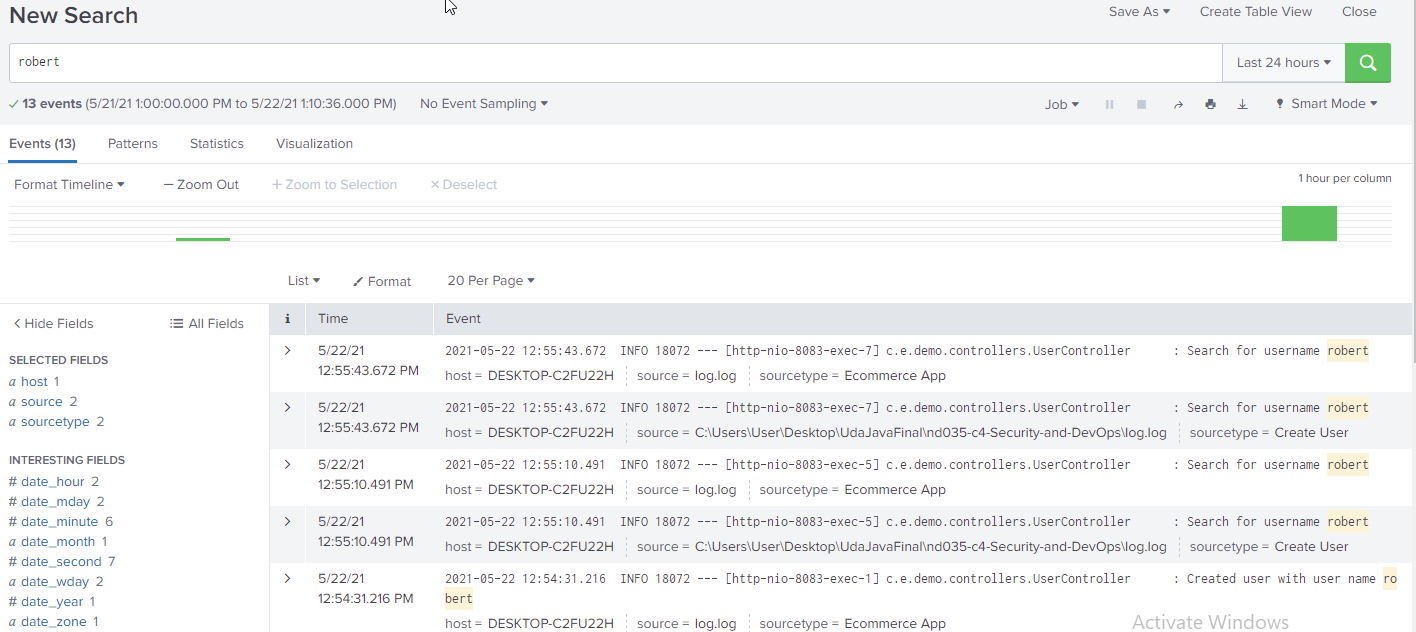 New Search
Save As ▾ Create Table View Close
robert
Last 24 hours ▾
✓ 13 events (5/21/21 1:00:00.000 PM to 5/22/21 1:10:36.000 PM) No Event Sampling ▾
Job ▾ Smart Mode ▾
Events (13) Patterns Statistics Visualization
Format Timeline ▾ — Zoom Out + Zoom to Selection × Deselect
1 hour per column
List ▾ Format 20 Per Page ▾
< Hide Fields All Fields
i Time Event
SELECTED FIELDS
a host 1
a source 2
a sourcetype 2
INTERESTING FIELDS
# date_hour 2
# date_mday 2
# date_minute 6
a date_month 1
# date_second 7
a date_wday 2
# date_year 1
a date_zone 1
> 5/22/21
12:55:43.672 PM
2021-05-22 12:55:43.672 INFO 18072 --- [http-nio-8083-exec-7] c.e.demo.controllers.UserController : Search for username robert
host = DESKTOP-C2FU22H source = log.log sourcetype = Ecommerce App
> 5/22/21
12:55:43.672 PM
2021-05-22 12:55:43.672 INFO 18072 --- [http-nio-8083-exec-7] c.e.demo.controllers.UserController : Search for username robert
host = DESKTOP-C2FU22H source = C:\Users\User\Desktop\UdaJavaFinal\nd035-c4-Security-and-DevOps\log.log sourcetype = Create User
> 5/22/21
12:55:10.491 PM
2021-05-22 12:55:10.491 INFO 18072 --- [http-nio-8083-exec-5] c.e.demo.controllers.UserController : Search for username robert
host = DESKTOP-C2FU22H source = log.log sourcetype = Ecommerce App
> 5/22/21
12:55:10.491 PM
2021-05-22 12:55:10.491 INFO 18072 --- [http-nio-8083-exec-5] c.e.demo.controllers.UserController : Search for username robert
host = DESKTOP-C2FU22H source = C:\Users\User\Desktop\UdaJavaFinal\nd035-c4-Security-and-DevOps\log.log sourcetype = Create User
> 5/22/21
12:54:31.216 PM
2021-05-22 12:54:31.216 INFO 18072 --- [http-nio-8083-exec-1] c.e.demo.controllers.UserController : Created user with user name ro
bert
host = DESKTOP-C2FU22H source = log.log sourcetype = Ecommerce App
Activate Windows